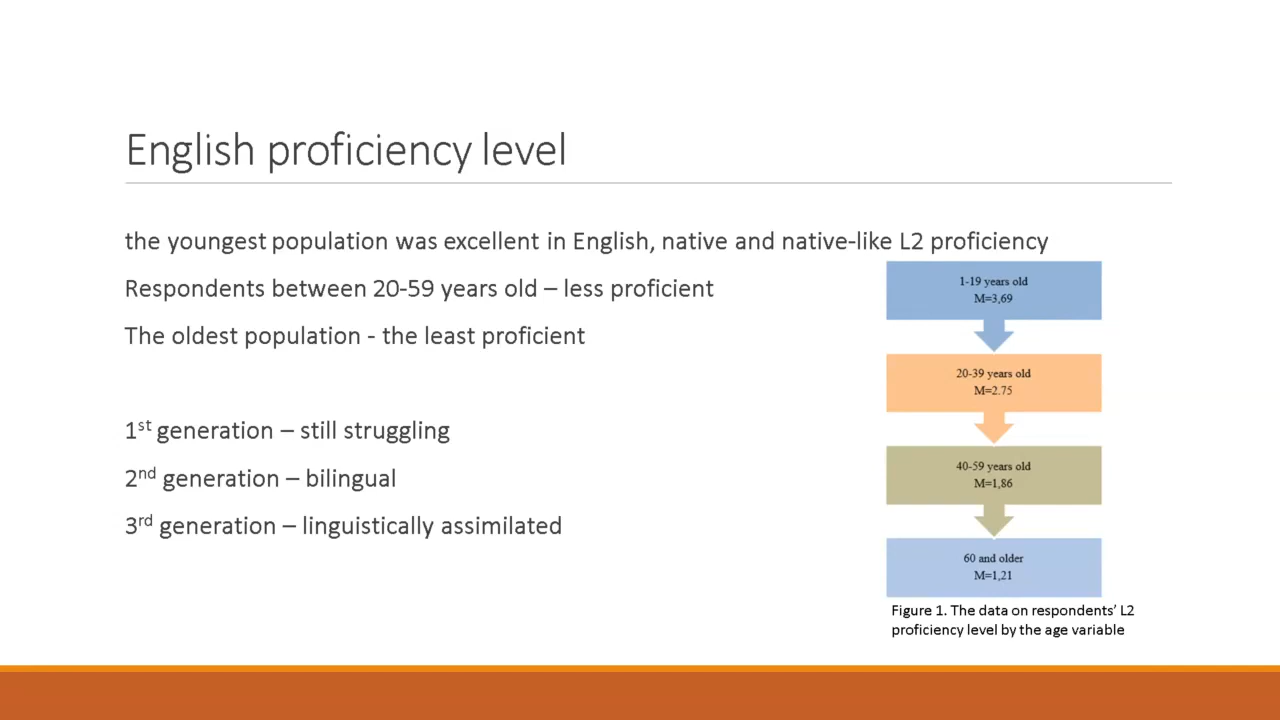 English proficiency level
the youngest population was excellent in English, native and native-like L2 proficiency
Respondents between 20-59 years old – less proficient
The oldest population - the least proficient
1st generation – still struggling
2nd generation – bilingual
3rd generation – linguistically assimilated
1-19 years old
M=3,69
20-39 years old
M=2.75
40-59 years old
M=1,86
60 and older
M=1,21
Figure 1. The data on respondents’ L2
proficiency level by the age variable